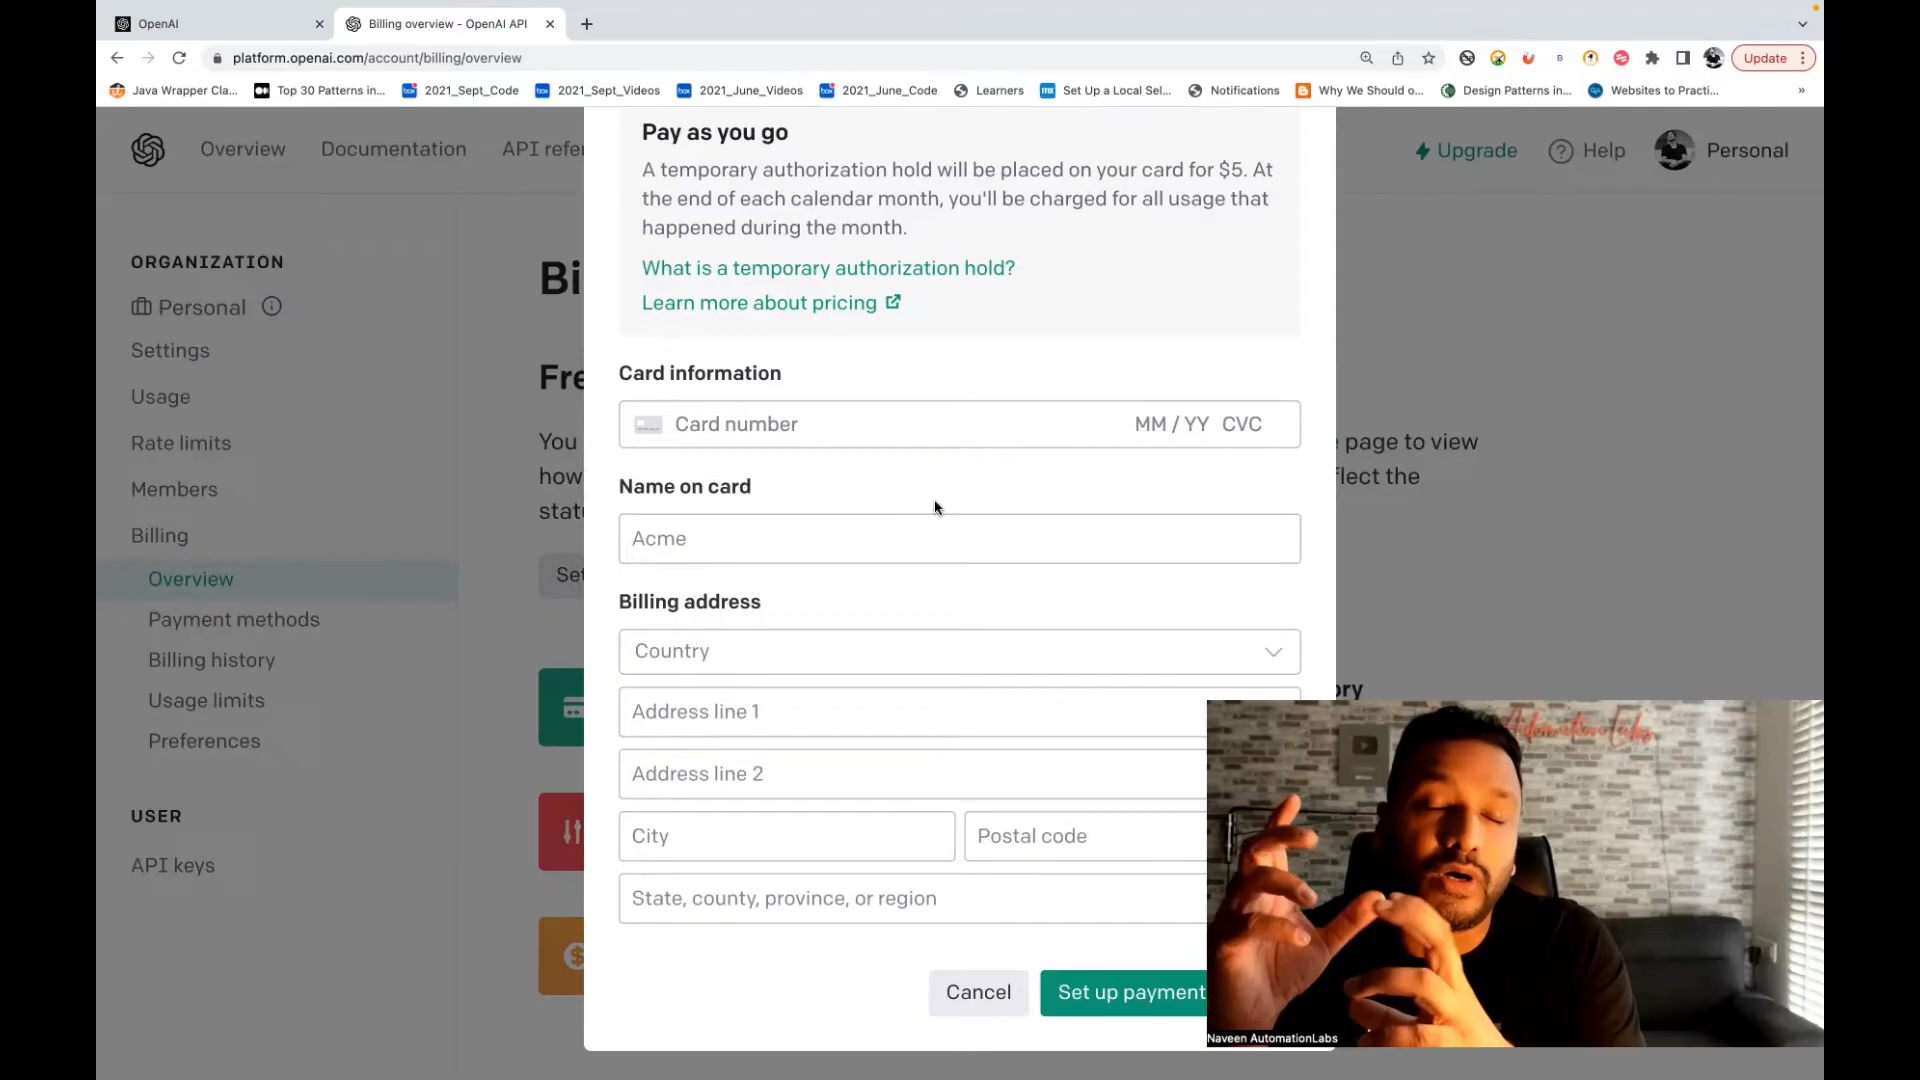 OpenAI
Billing overview - OpenAI API
platform.openai.com/account/billing/overview
Update
Java Wrapper Cla...
Top 30 Patterns in...
2021_Sept_Code
2021_Sept_Videos
2021_June_Videos
2021_June_Code
Learners
Set Up a Local Sel...
Notifications
Why We Should o...
Design Patterns in...
Websites to Practi...
»
Overview
Documentation
API refe
Upgrade
Help
Personal
ORGANIZATION
Personal
Settings
Usage
Rate limits
Members
Billing
Overview
Payment methods
Billing history
Usage limits
Preferences
USER
API keys
Bi
Fre
You
how
stat
Set
page to view
flect the
ory
Pay as you go
A temporary authorization hold will be placed on your card for $5. At
the end of each calendar month, you'll be charged for all usage that
happened during the month.
What is a temporary authorization hold?
Learn more about pricing
Card information
Card number
MM / YY CVC
Name on card
Acme
Billing address
Country
Address line 1
Address line 2
City
Postal code
State, county, province, or region
Cancel
Set up payment
Automation Labs
Naveen AutomationLabs